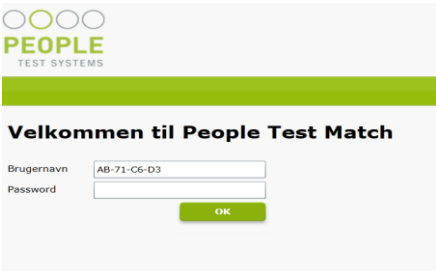 PEOPLE
TEST SYSTEMS
Velkommen til People Test Match
Brugernavn AB-71-C6-D3
Password
OK